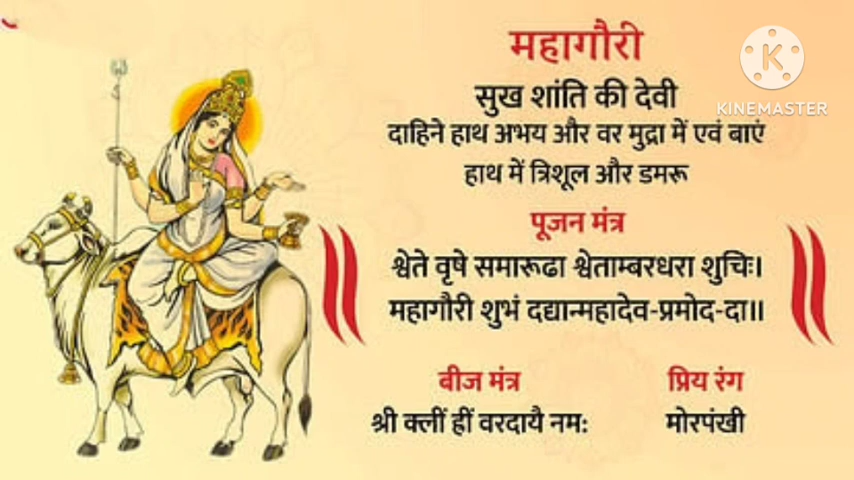 महागौरी
सुख शांति की देवी
दाहिने हाथ अभय और वर मुद्रा में एवं बाएं
हाथ में त्रिशूल और डमरू
पूजन मंत्र
श्वेते वृषे समारूढा श्वेताम्बरधरा शुचिः।
महागौरी शुभं दद्यान्महादेव-प्रमोद-दा॥
बीज मंत्र
श्री क्लीं हीं वरदायै नम:
प्रिय रंग
मोरपंखी
K
KINEMASTER